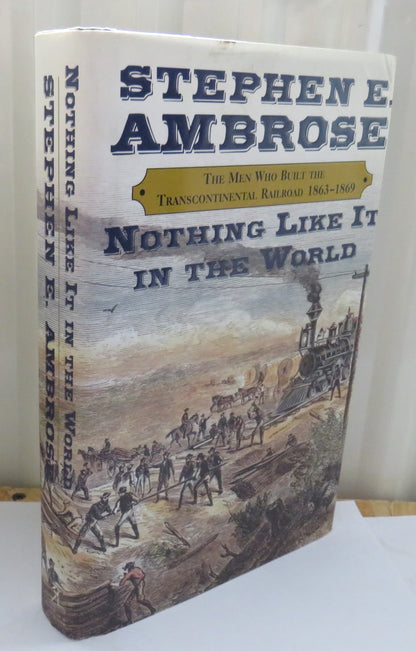 STEPHEN E.
AMBROSE
THE MEN WHO BUILT THE
TRANSCONTINENTAL RAILROAD 1863–1869
NOTHING LIKE IT
IN THE WORLD
NOTHING LIKE IT IN THE WORLD
STEPHEN E. AMBROSE